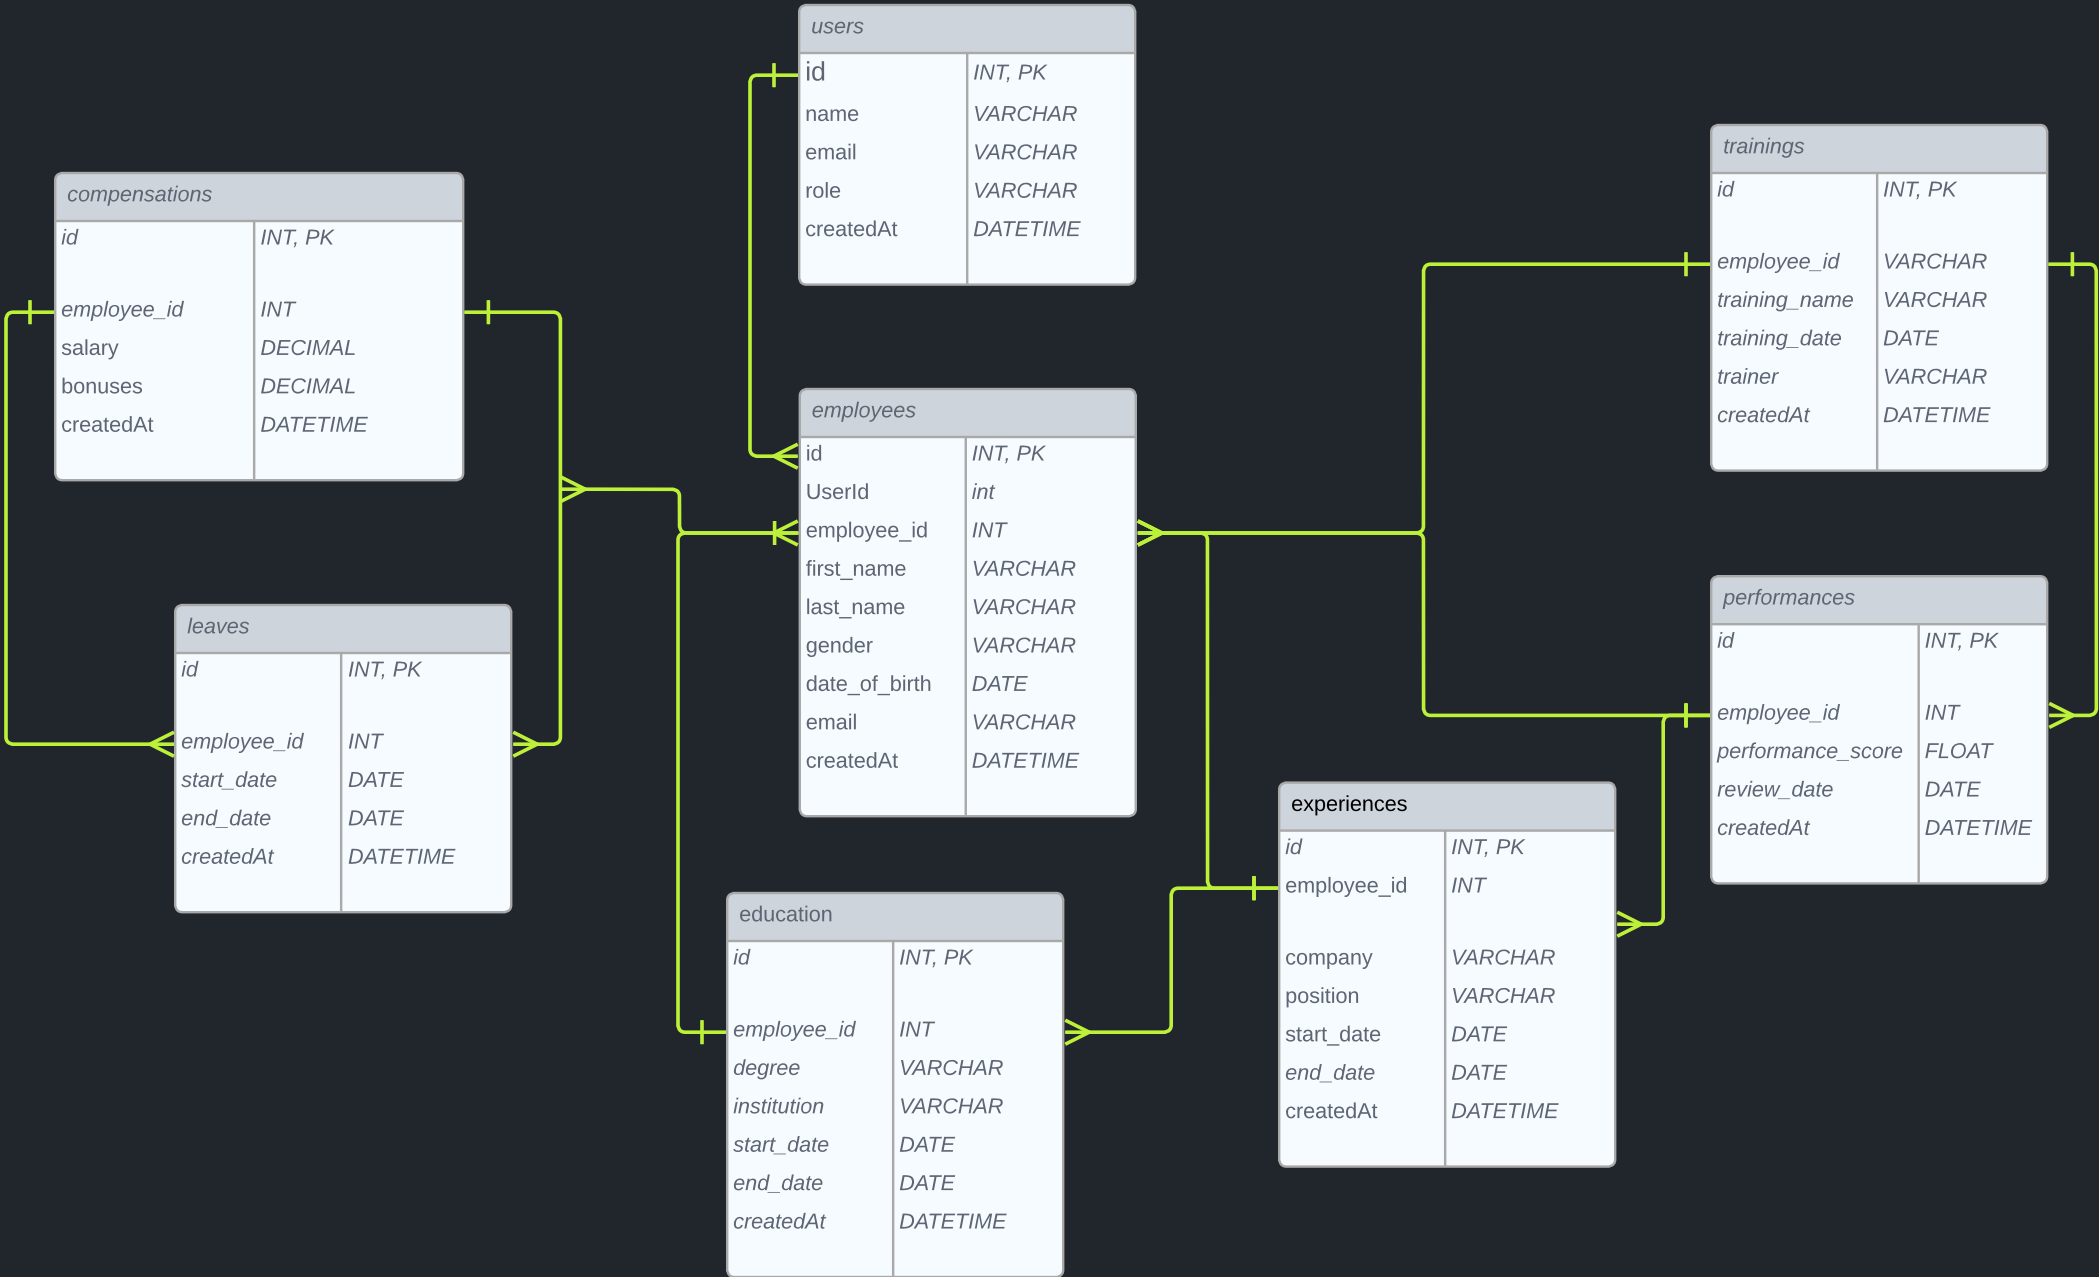 users
id INT, PK
name VARCHAR
email VARCHAR
role VARCHAR
createdAt DATETIME
compensations
id INT, PK
employee_id INT
salary DECIMAL
bonuses DECIMAL
createdAt DATETIME
trainings
id INT, PK
employee_id VARCHAR
training_name VARCHAR
training_date DATE
trainer VARCHAR
createdAt DATETIME
employees
id INT, PK
UserId int
employee_id INT
first_name VARCHAR
last_name VARCHAR
gender VARCHAR
date_of_birth DATE
email VARCHAR
createdAt DATETIME
leaves
id INT, PK
employee_id INT
start_date DATE
end_date DATE
createdAt DATETIME
performances
id INT, PK
employee_id INT
performance_score FLOAT
review_date DATE
createdAt DATETIME
education
id INT, PK
employee_id INT
degree VARCHAR
institution VARCHAR
start_date DATE
end_date DATE
createdAt DATETIME
experiences
id INT, PK
employee_id INT
company VARCHAR
position VARCHAR
start_date DATE
end_date DATE
createdAt DATETIME